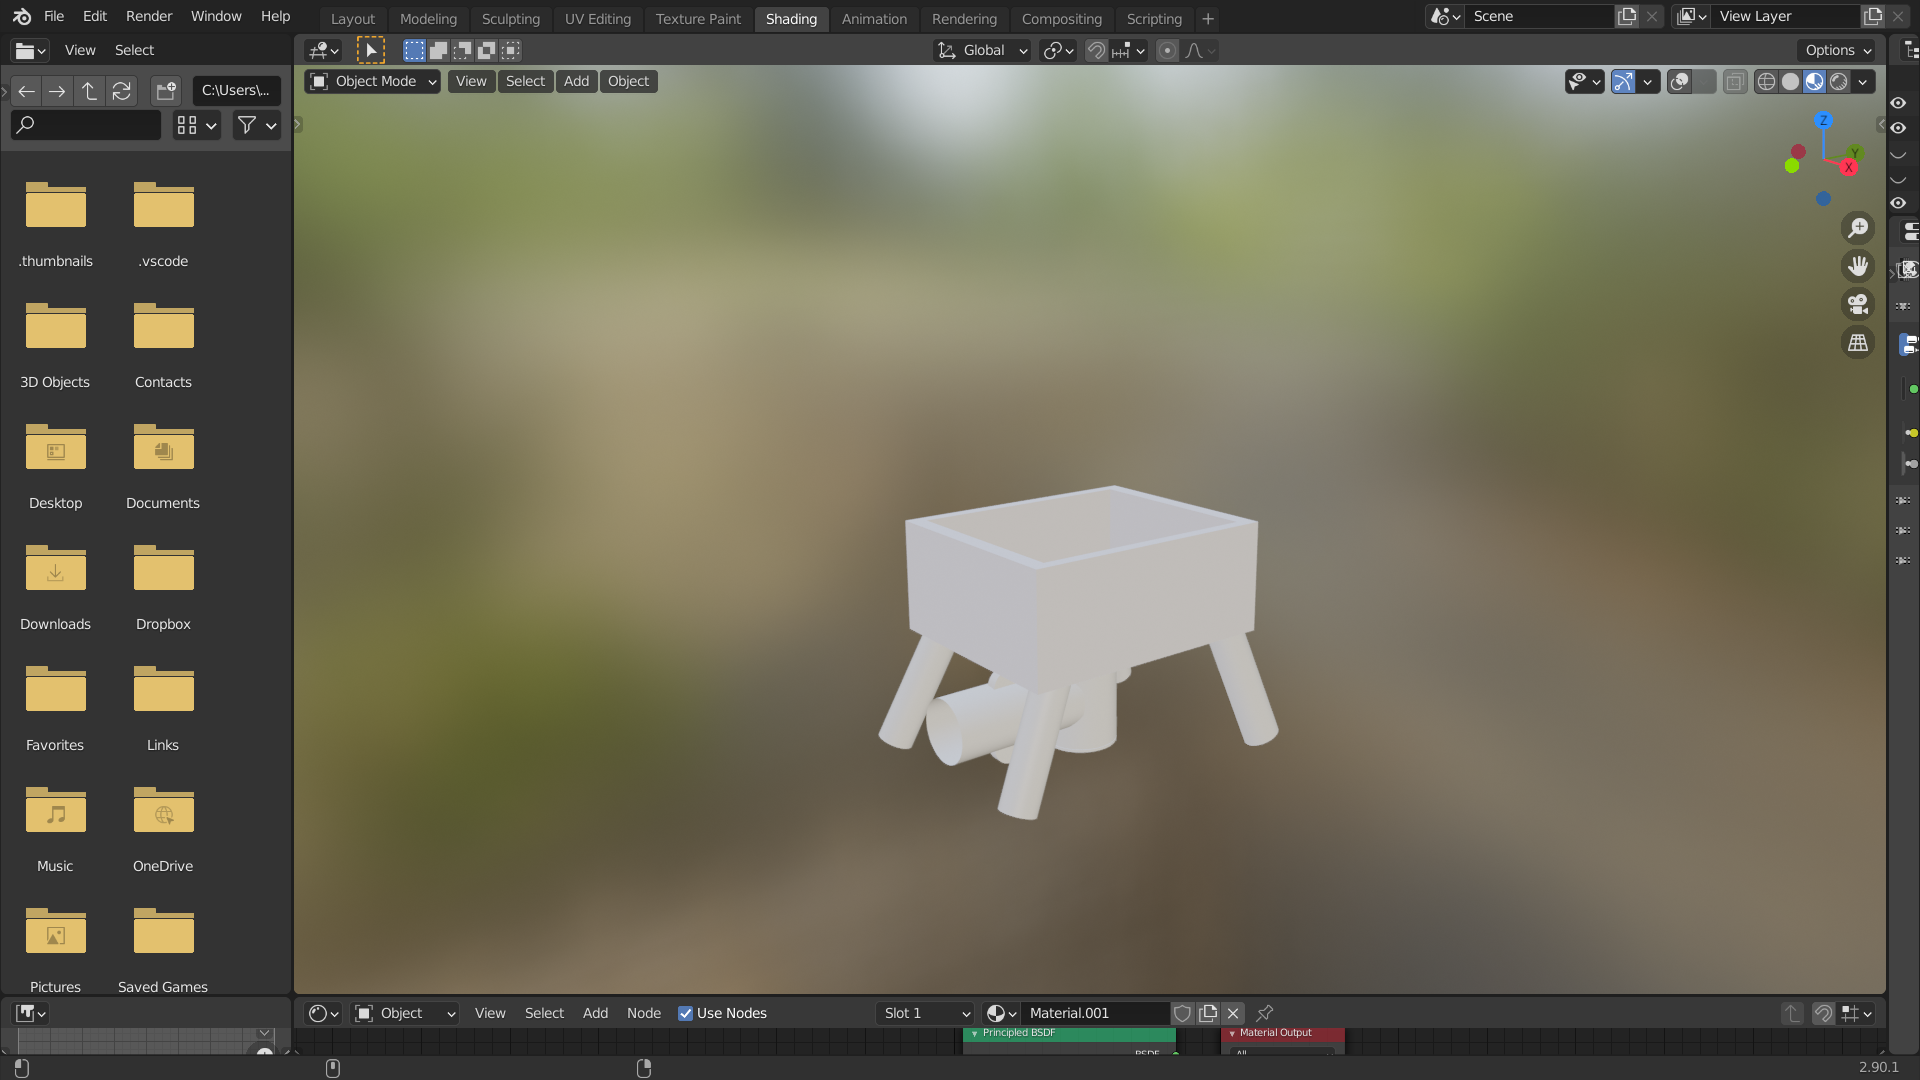 File Edit Render Window Help Layout Modeling Sculpting UV Editing Texture Paint Shading Animation Rendering Compositing Scripting + Scene View Layer
View Select Global Options
C:\Users\... Object Mode View Select Add Object
Z
Y
X
.thumbnails .vscode
3D Objects Contacts
Desktop Documents
Downloads Dropbox
Favorites Links
Music OneDrive
Pictures Saved Games
Object View Select Add Node Use Nodes Slot 1 Material.001
Principled BSDF Material Output
BSDF All
2.90.1